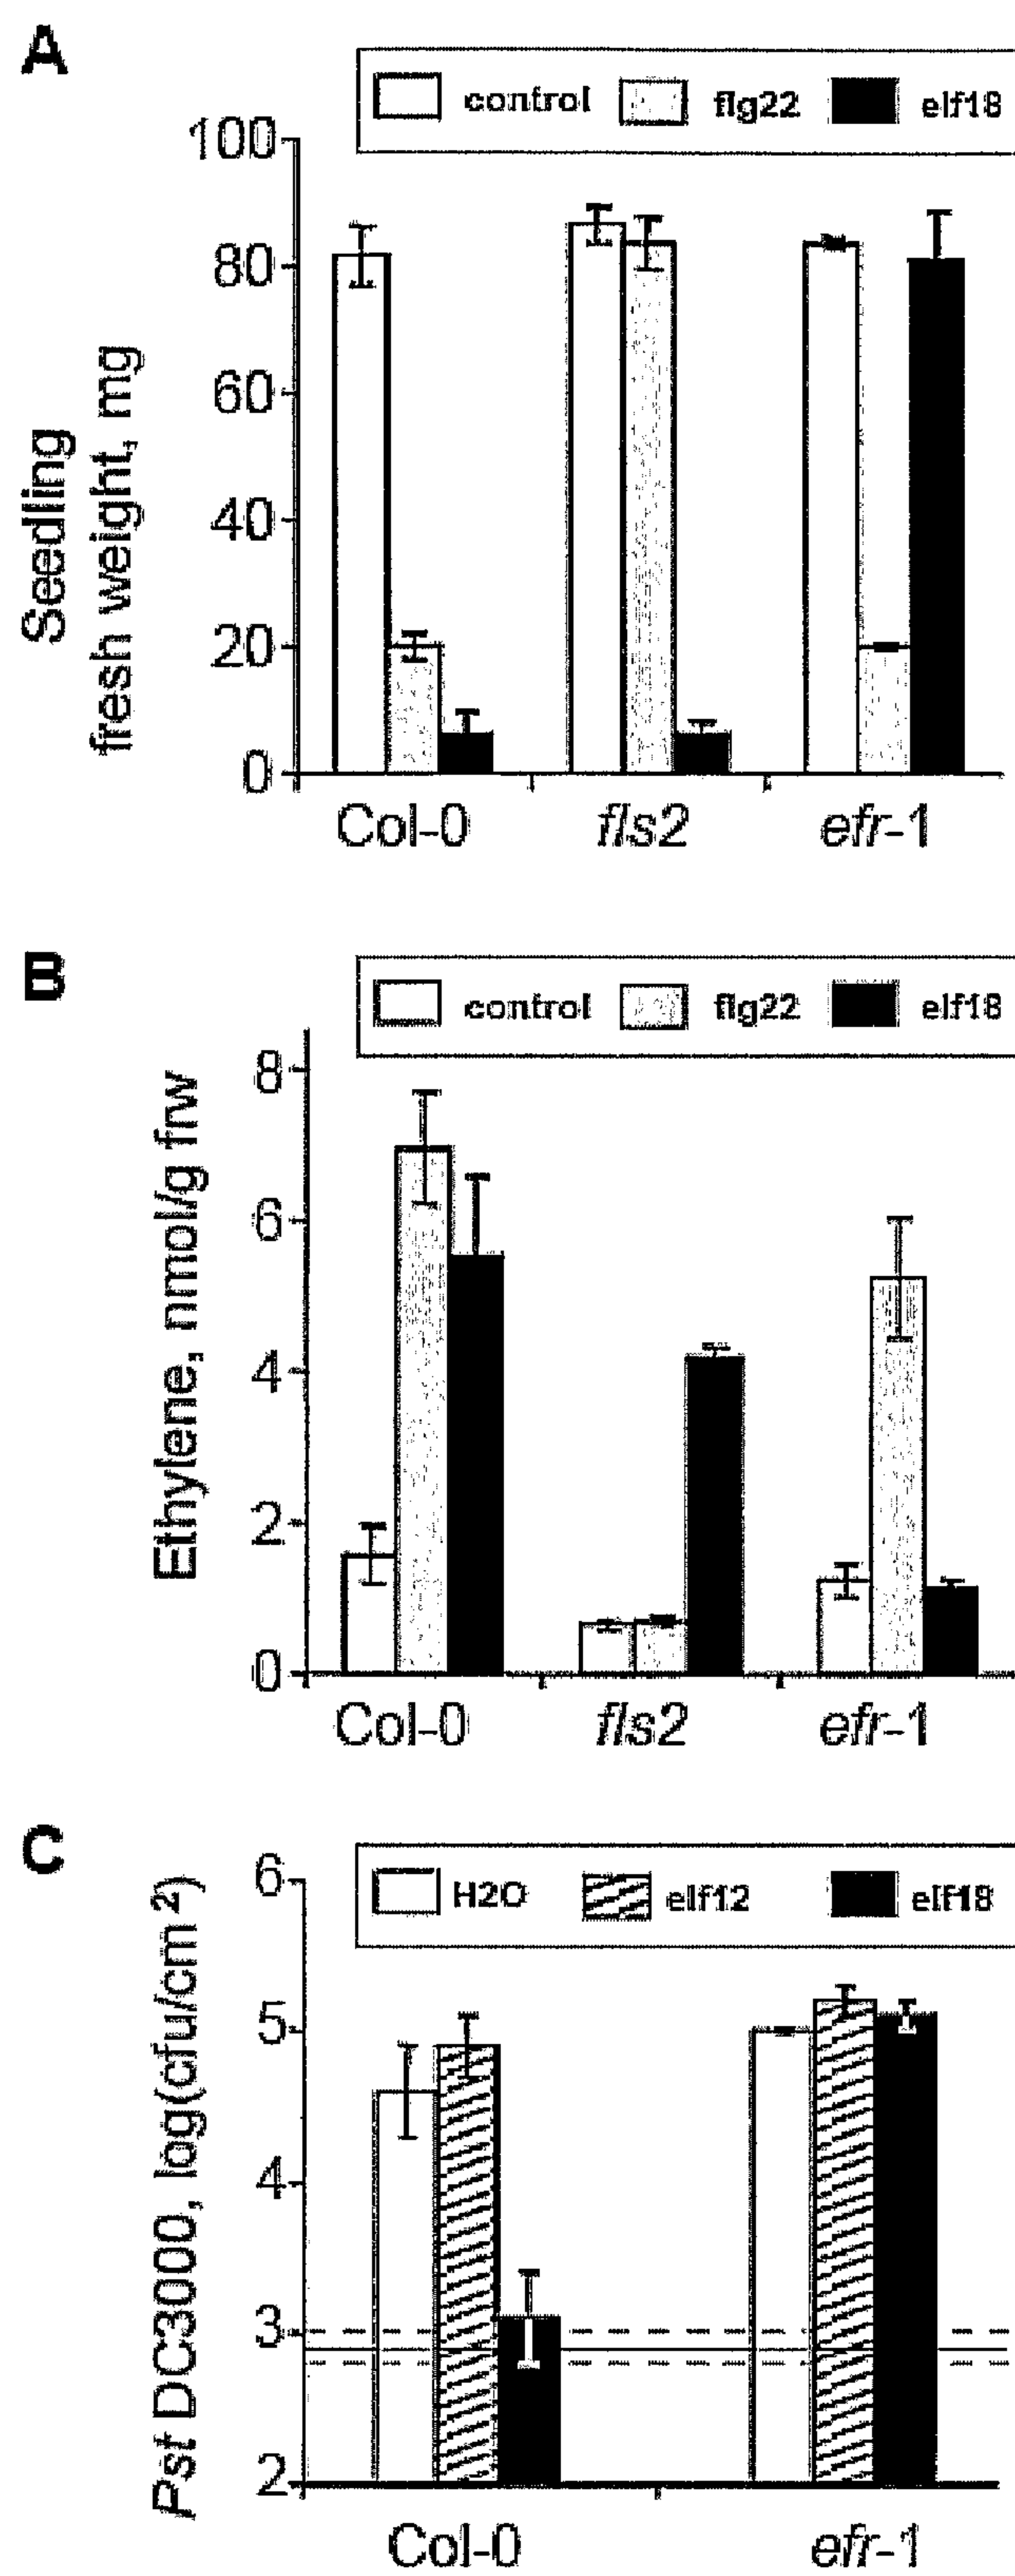 A
control flg22 elf18
100
80
60
40
20
0
Seedling
fresh weight, mg
Col-0 fls2 efr-1
B
control flg22 elf18
8
6
4
2
0
Ethylene, nmol/g frw
Col-0 fls2 efr-1
C
H2O elf12 elf18
6
5
4
3
2
Pst DC3000, log(cfu/cm2)
Col-0 efr-1